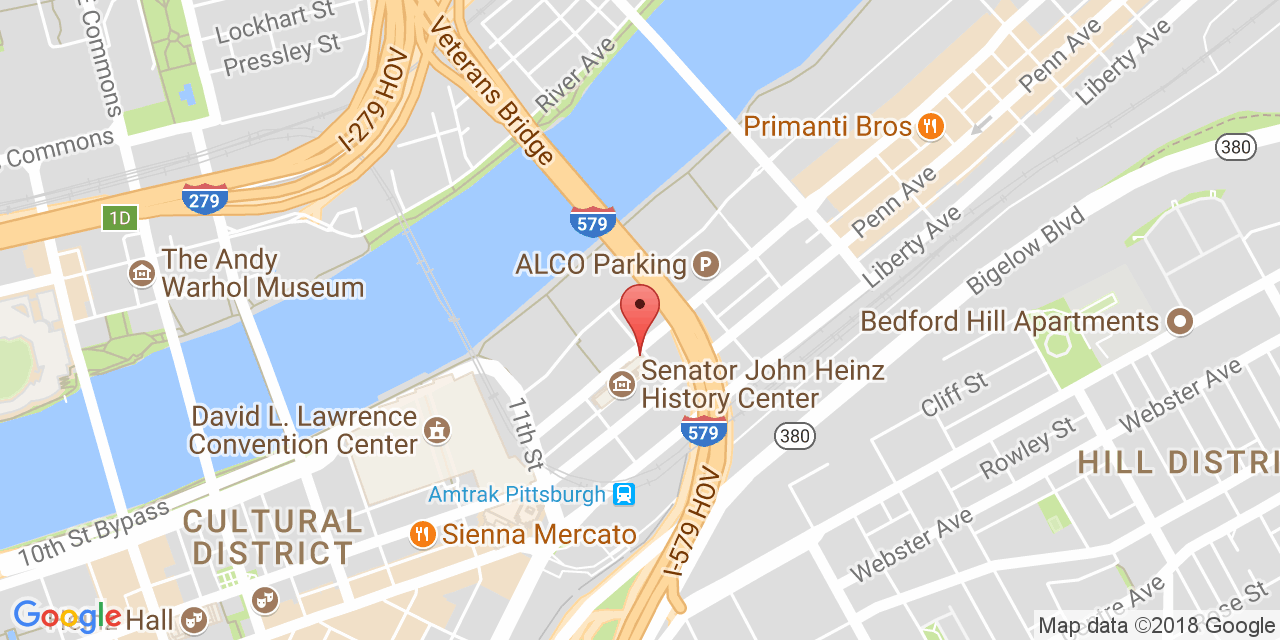 Lockhart St
Pressley St
Commons
Commons
I-279 HOV
Veterans Bridge
River Ave
Penn Ave
Liberty Ave
Primanti Bros
380
279
1D
579
Penn Ave
Liberty Ave
Bigelow Blvd
The Andy
Warhol Museum
ALCO Parking
P
Bedford Hill Apartments
Senator John Heinz
History Center
Cliff St
Webster Ave
David L. Lawrence
Convention Center
11th St
579
380
Rowley St
HILL DISTRI
Amtrak Pittsburgh
I-579 HOV
10th St Bypass
CULTURAL
DISTRICT
Sienna Mercato
Webster Ave
Rose St
Google
Hall
Map data ©2018 Google